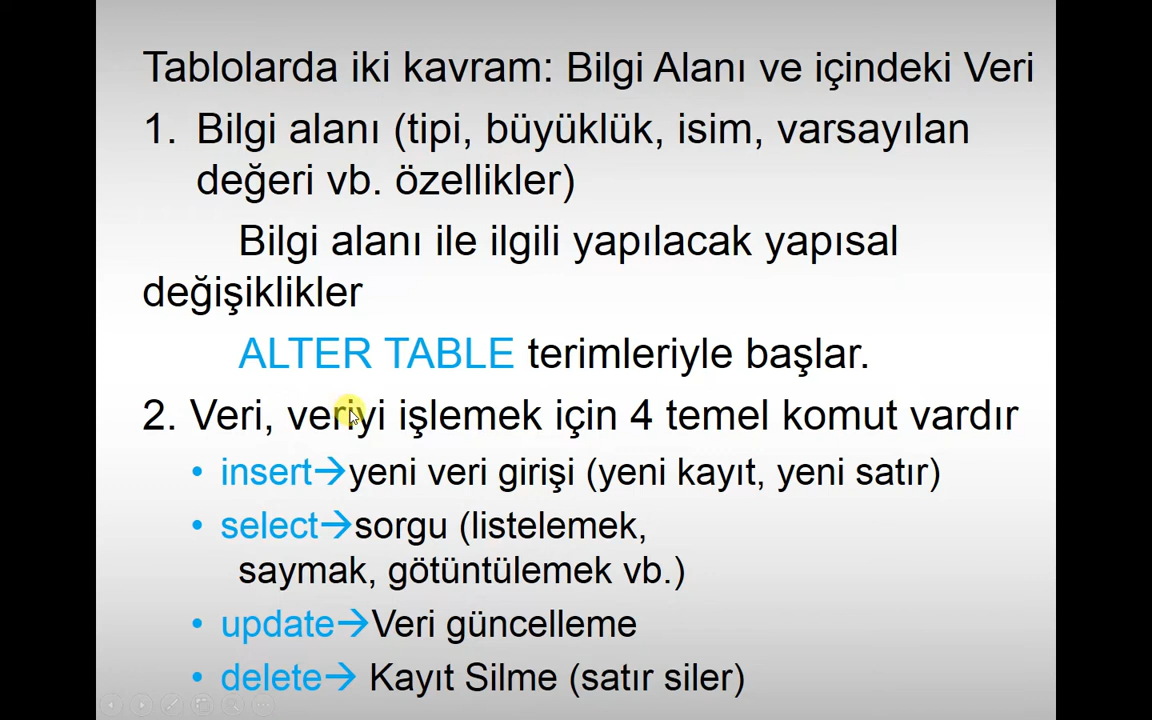 Tablolarda iki kavram: Bilgi Alanı ve içindeki Veri
1. Bilgi alanı (tipi, büyüklük, isim, varsayılan
değeri vb. özellikler)
Bilgi alanı ile ilgili yapılacak yapısal
değişiklikler
ALTER TABLE terimleriyle başlar.
2. Veri, veriyi işlemek için 4 temel komut vardır
• insert→yeni veri girişi (yeni kayıt, yeni satır)
• select→sorgu (listelemek,
saymak, götüntülemek vb.)
• update→Veri güncelleme
• delete→ Kayıt Silme (satır siler)